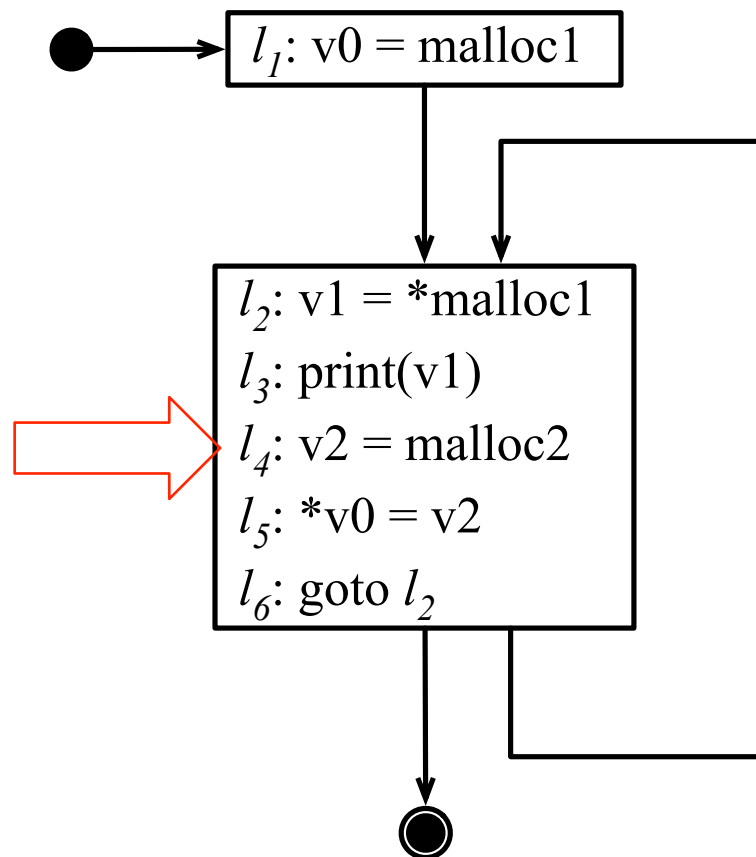 l1: v0 = malloc1
l2: v1 = *malloc1
l3: print(v1)
l4: v2 = malloc2
l5: *v0 = v2
l6: goto l2